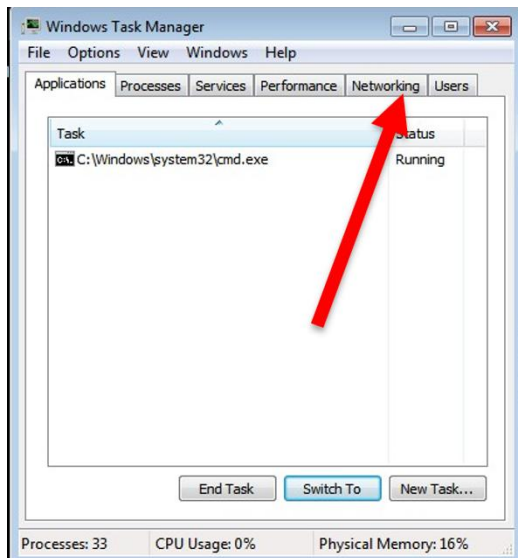 Windows Task Manager
File Options View Windows Help
Applications Processes Services Performance Networking Users
Task Status
C:\Windows\system32\cmd.exe Running
End Task Switch To New Task...
Processes: 33 CPU Usage: 0% Physical Memory: 16%